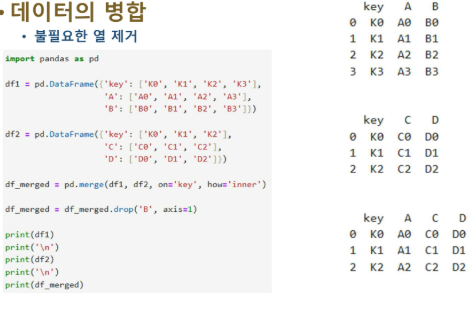 • 데이터의 병합
• 불필요한 열 제거
import pandas as pd
df1 = pd.DataFrame({'key': ['K0', 'K1', 'K2', 'K3'],
'A': ['A0', 'A1', 'A2', 'A3'],
'B': ['B0', 'B1', 'B2', 'B3']})
df2 = pd.DataFrame({'key': ['K0', 'K1', 'K2'],
'C': ['C0', 'C1', 'C2'],
'D': ['D0', 'D1', 'D2']})
df_merged = pd.merge(df1, df2, on='key', how='inner')
df_merged = df_merged.drop('B', axis=1)
print(df1)
print('\n')
print(df2)
print('\n')
print(df_merged)
key A B
0 K0 A0 B0
1 K1 A1 B1
2 K2 A2 B2
3 K3 A3 B3
key C D
0 K0 C0 D0
1 K1 C1 D1
2 K2 C2 D2
key A C D
0 K0 A0 C0 D0
1 K1 A1 C1 D1
2 K2 A2 C2 D2